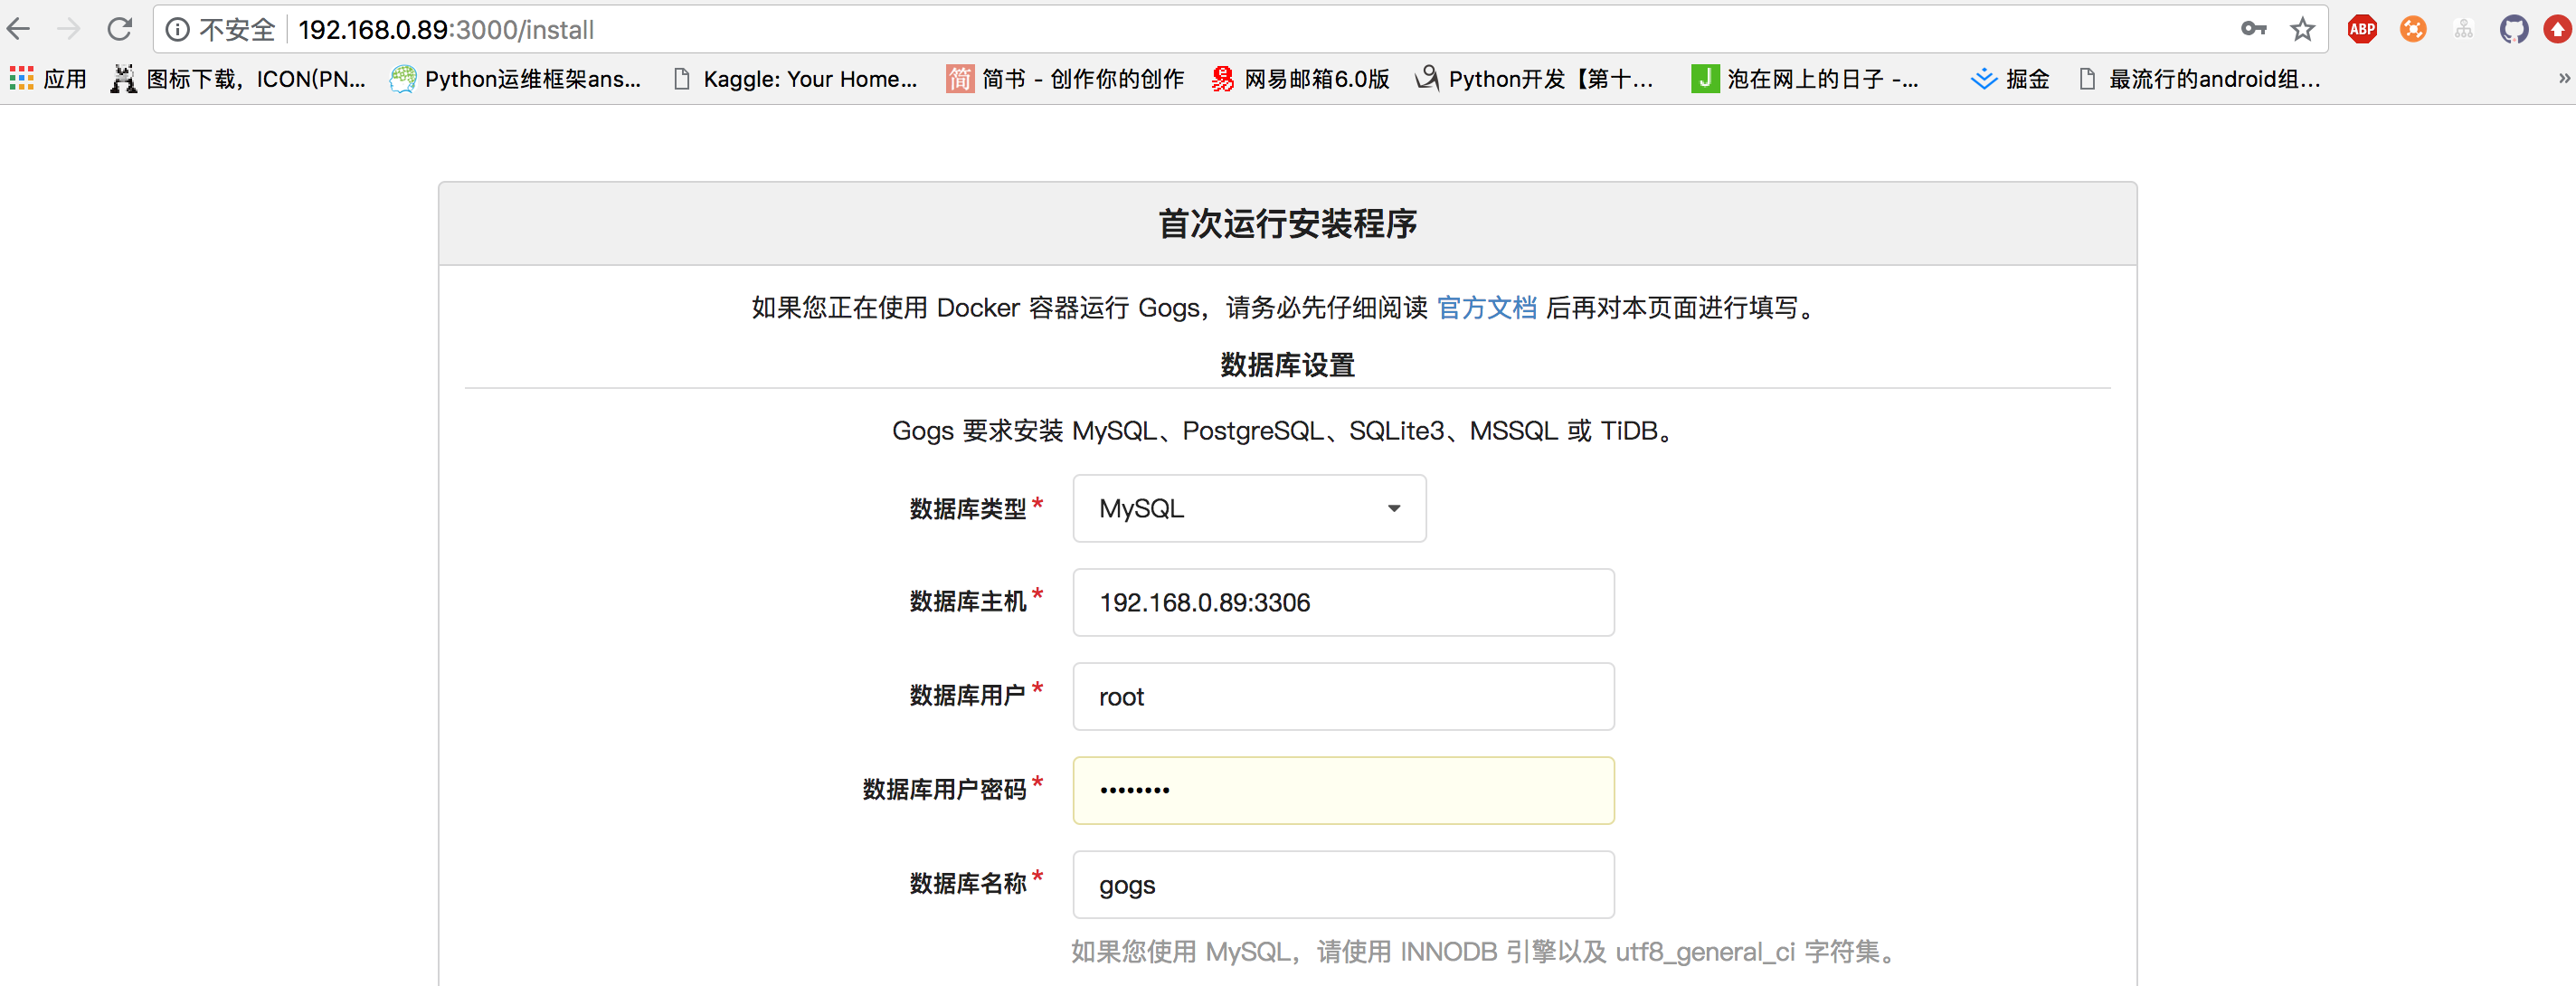 不安全 192.168.0.89:3000/install
ABP
应用 图标下载，ICON(PN... Python运维框架ans... Kaggle: Your Home... 简 简书 - 创作你的创作 易 网易邮箱6.0版 Python开发【第十... J 泡在网上的日子 -... 掘金 最流行的android组... »
首次运行安装程序
如果您正在使用 Docker 容器运行 Gogs，请务必先仔细阅读 官方文档 后再对本页面进行填写。
数据库设置
Gogs 要求安装 MySQL、PostgreSQL、SQLite3、MSSQL 或 TiDB。
数据库类型* MySQL
数据库主机* 192.168.0.89:3306
数据库用户* root
数据库用户密码* ••••••••
数据库名称* gogs
如果您使用 MySQL，请使用 INNODB 引擎以及 utf8_general_ci 字符集。